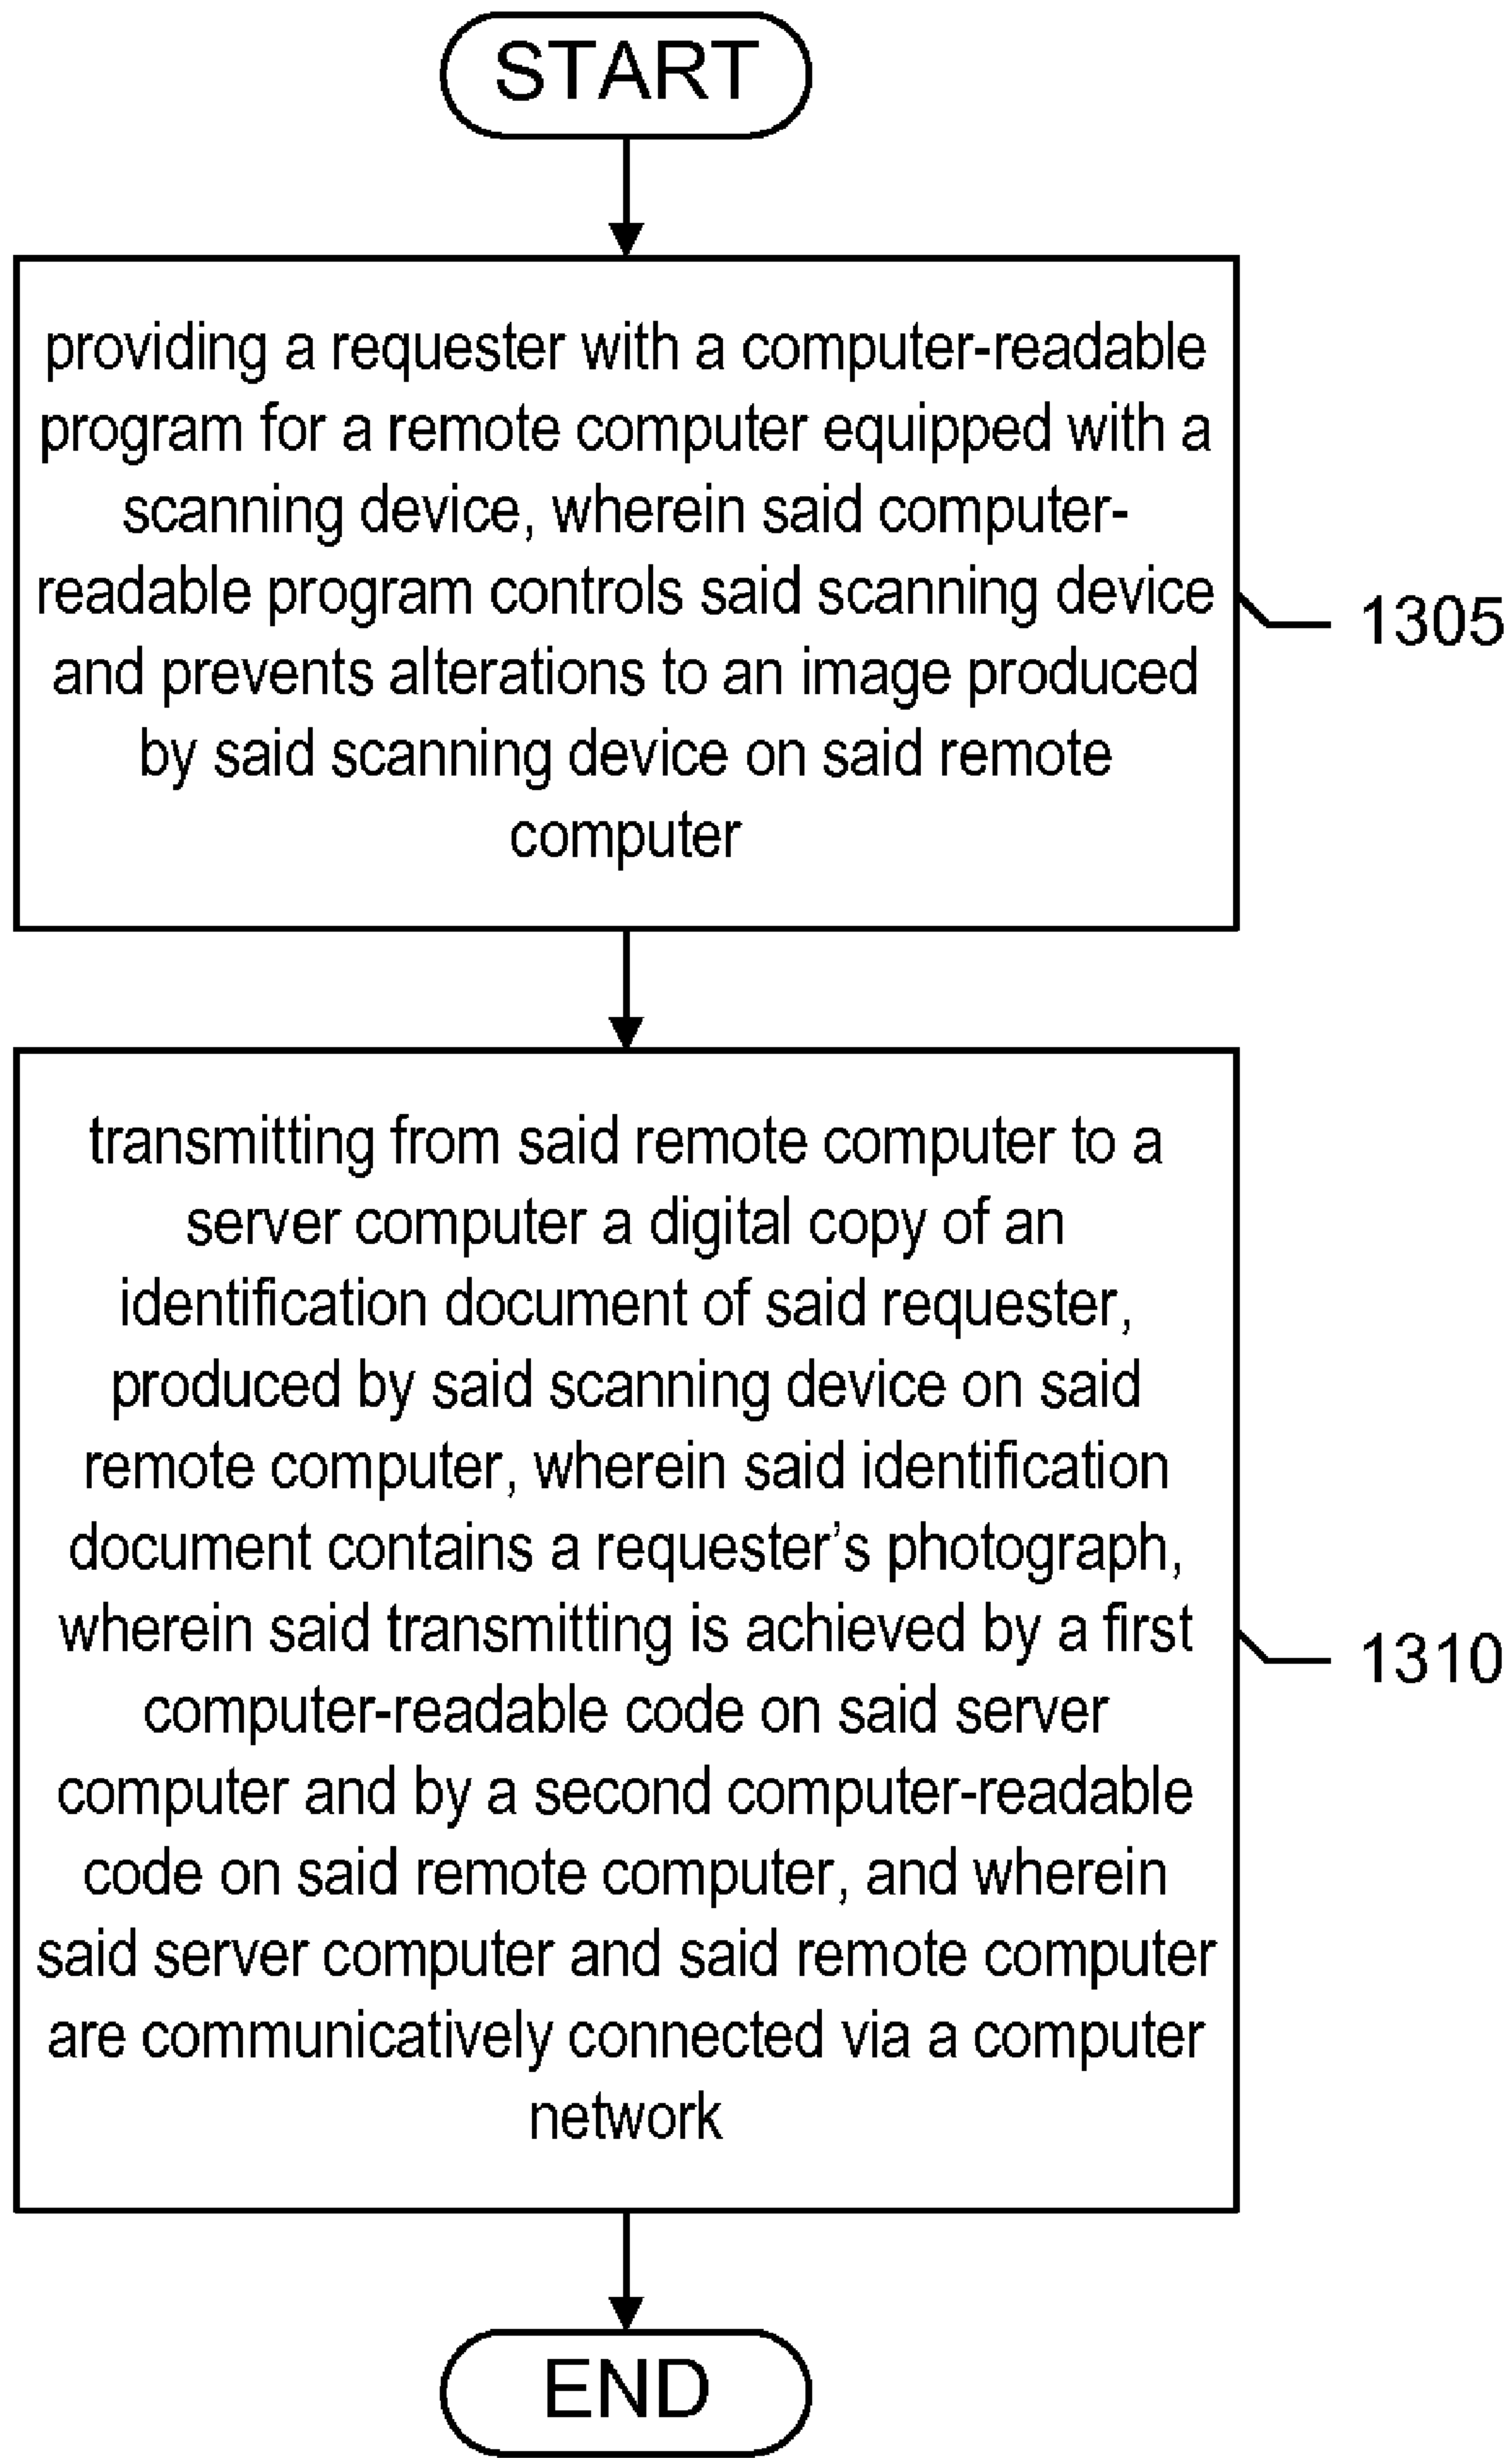 START
providing a requester with a computer-readable
program for a remote computer equipped with a
scanning device, wherein said computer-
readable program controls said scanning device
and prevents alterations to an image produced
by said scanning device on said remote
computer
1305
transmitting from said remote computer to a
server computer a digital copy of an
identification document of said requester,
produced by said scanning device on said
remote computer, wherein said identification
document contains a requester’s photograph,
wherein said transmitting is achieved by a first
computer-readable code on said server
computer and by a second computer-readable
code on said remote computer, and wherein
said server computer and said remote computer
are communicatively connected via a computer
network
1310
END